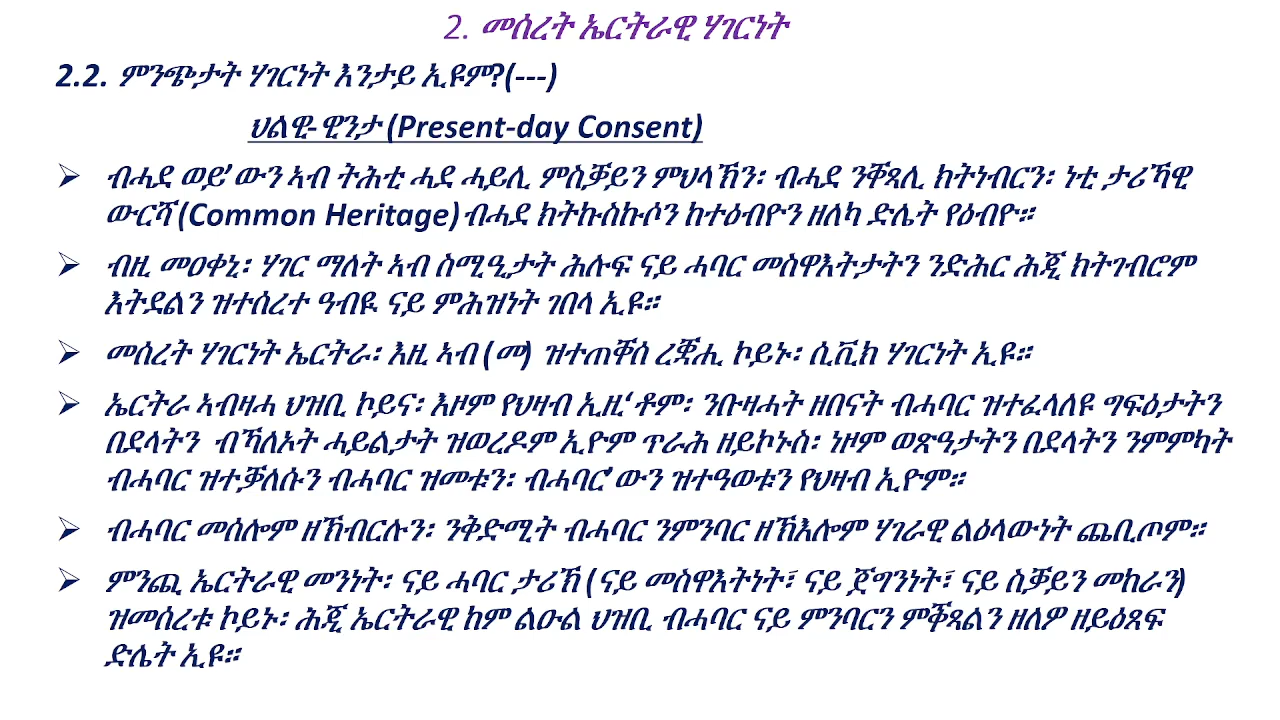 2. መሰረት ኤርትራዊ ሃገርነት
2.2. ምንጭታት ሃገርነት እንታይ ኢዩም?(---)
ህልዊ-ዊንታ (Present-day Consent)
➢ ብሓደ ወይ’ውን ኣብ ትሕቲ ሓደ ሓይሊ ምስቓይን ምህላኽን፡ ብሓደ ንቕጻሊ ክትነብርን፡ ነቲ ታሪኻዊ
ውርሻ (Common Heritage) ብሓደ ክትኩስኩሶን ከተዕብዮን ዘለካ ድሌት የዕብዮ።
➢ ብዚ መዐቀኒ፡ ሃገር ማለት ኣብ ስሚዒታት ሕሉፍ ናይ ሓባር መስዋእትታትን ንድሕር ሕጂ ክትገብሮም
እትደልን ዝተሰረተ ዓብዪ ናይ ምሕዝነት ገበላ ኢዩ።
➢ መሰረት ሃገርነት ኤርትራ፡ እዚ ኣብ (መ) ዝተጠቐሰ ረቛሒ ኮይኑ፡ ሲቪክ ሃገርነት ኢዩ።
➢ ኤርትራ ኣብዛሓ ህዝቢ ኮይና፡ እዞም የህዛብ ኢዚ‘ቶም፡ ንቡዛሓት ዘበናት ብሓባር ዝተፈላለዩ ግፍዕታትን
በደላትን ብኻለኦት ሓይልታት ዝወረዶም ኢዮም ጥራሕ ዘይኮኑስ፡ ነዞም ወጽዓታትን በደላትን ንምምካት
ብሓባር ዝተቓለሱን ብሓባር ዝመቱን፡ ብሓባር’ውን ዝተዓወቱን የህዛብ ኢዮም።
➢ ብሓባር መሰሎም ዘኽብርሉን፡ ንቅድሚት ብሓባር ንምንባር ዘኽእሎም ሃገራዊ ልዕላውነት ጨቢጦም።
➢ ምንጪ ኤርትራዊ መንነት፡ ናይ ሓባር ታሪኽ (ናይ መስዋእትነት፣ ናይ ጀግንነት፣ ናይ ስቓይን መከራን)
ዝመሰረቱ ኮይኑ፡ ሕጂ ኤርትራዊ ከም ልዑል ህዝቢ ብሓባር ናይ ምንባርን ምቕጻልን ዘለዎ ዘይዕጸፍ
ድሌት ኢዩ።